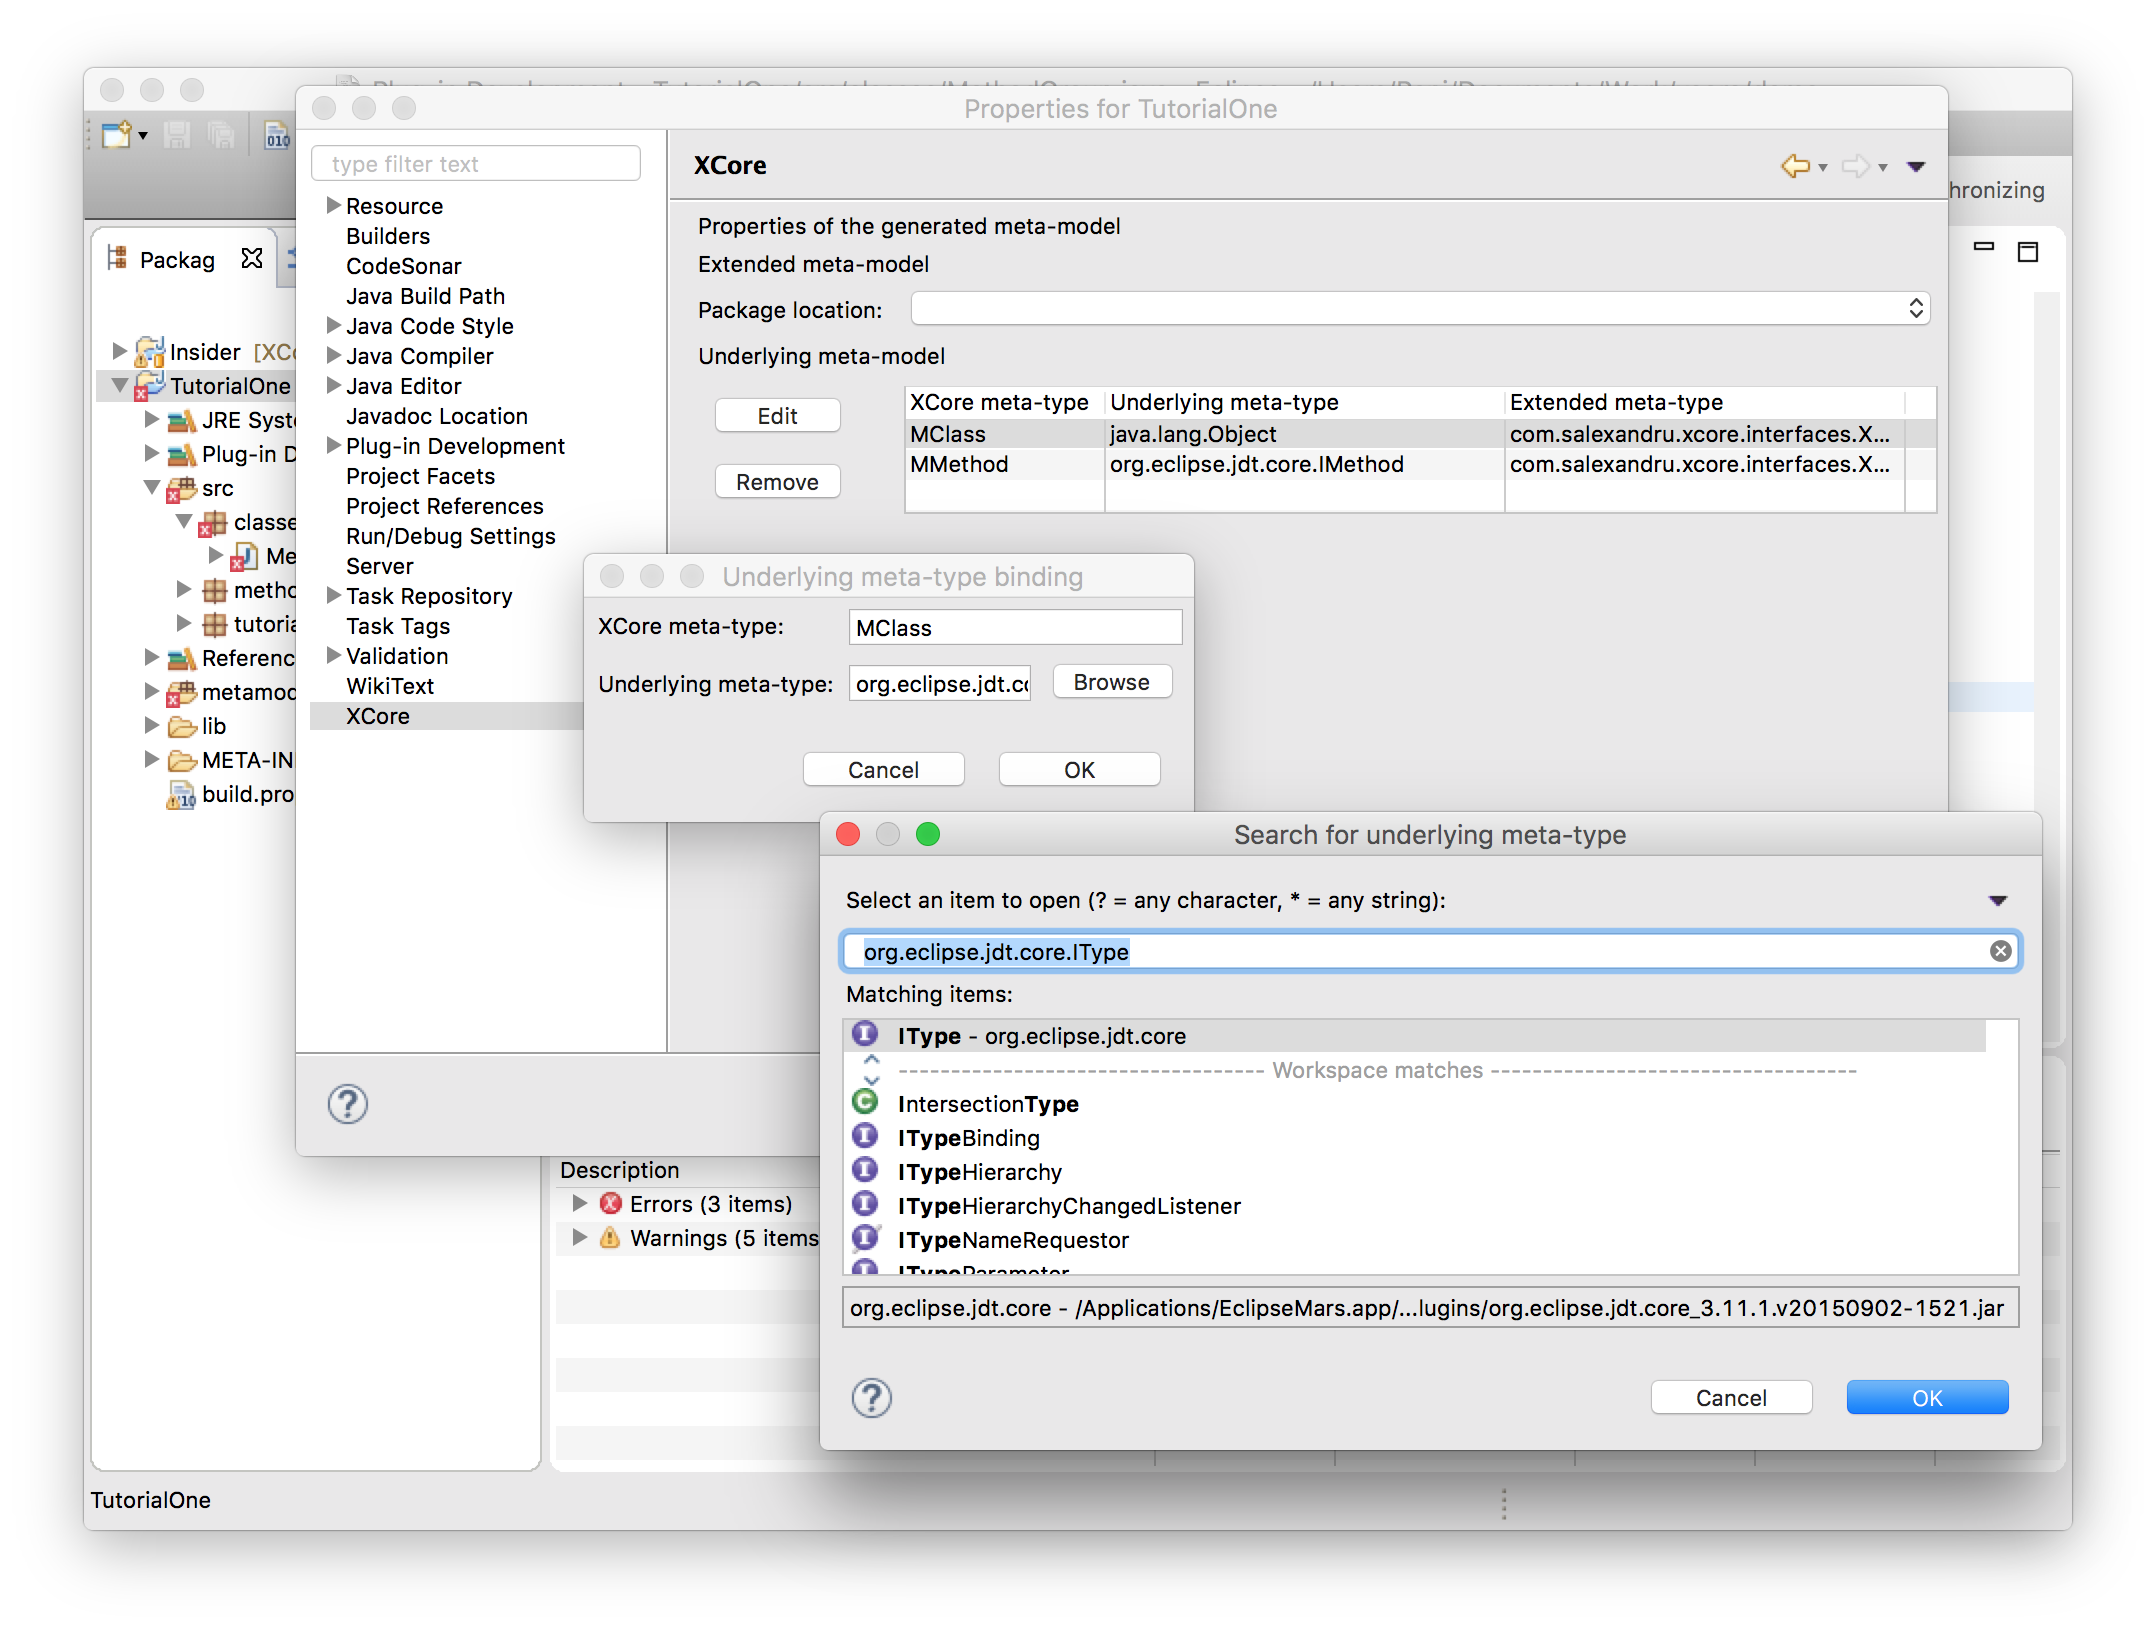 Properties for TutorialOne
type filter text
XCore
hronizing
Resource
Builders
CodeSonar
Java Build Path
Java Code Style
Java Compiler
Java Editor
Javadoc Location
Plug-in Development
Project Facets
Project References
Run/Debug Settings
Server
Task Repository
Task Tags
Validation
WikiText
XCore
Properties of the generated meta-model
Extended meta-model
Package location:
Underlying meta-model
Edit
Remove
XCore meta-type Underlying meta-type Extended meta-type
MClass java.lang.Object com.salexandru.xcore.interfaces.X...
MMethod org.eclipse.jdt.core.IMethod com.salexandru.xcore.interfaces.X...
Packag
Insider [XCo
TutorialOne
JRE Syst
Plug-in D
src
classe
Me
metho
tutoria
Referenc
metamod
lib
META-IN
build.pro
Underlying meta-type binding
XCore meta-type: MClass
Underlying meta-type: org.eclipse.jdt.co Browse
Cancel OK
Search for underlying meta-type
Select an item to open (? = any character, * = any string):
org.eclipse.jdt.core.IType
Matching items:
IType - org.eclipse.jdt.core
Workspace matches
IntersectionType
ITypeBinding
ITypeHierarchy
ITypeHierarchyChangedListener
ITypeNameRequestor
ITypeParameter
org.eclipse.jdt.core - /Applications/EclipseMars.app/...lugins/org.eclipse.jdt.core_3.11.1.v20150902-1521.jar
Cancel OK
Description
Errors (3 items)
Warnings (5 items
TutorialOne